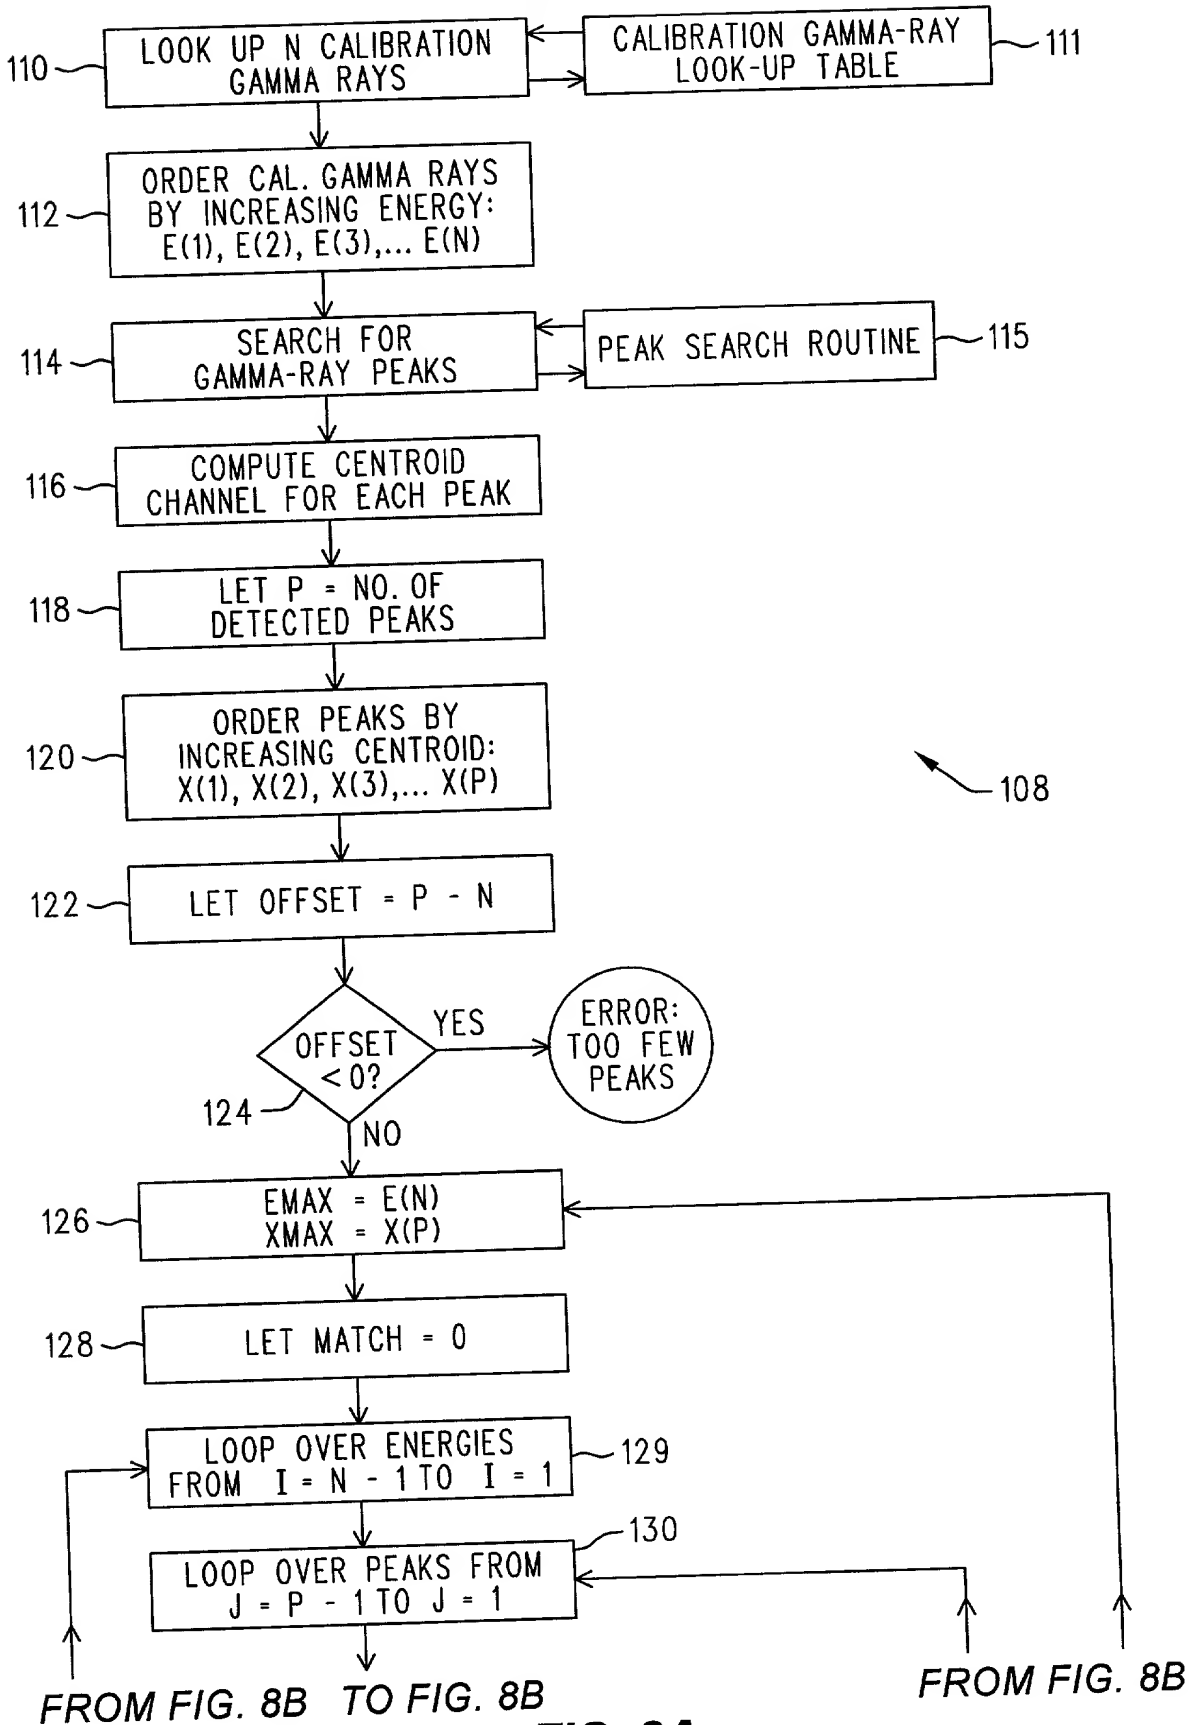 110
LOOK UP N CALIBRATION
GAMMA RAYS
CALIBRATION GAMMA-RAY
LOOK-UP TABLE
111
112
ORDER CAL. GAMMA RAYS
BY INCREASING ENERGY:
E(1), E(2), E(3),... E(N)
114
SEARCH FOR
GAMMA-RAY PEAKS
PEAK SEARCH ROUTINE
115
116
COMPUTE CENTROID
CHANNEL FOR EACH PEAK
118
LET P = NO. OF
DETECTED PEAKS
120
ORDER PEAKS BY
INCREASING CENTROID:
X(1), X(2), X(3),... X(P)
108
122
LET OFFSET = P - N
OFFSET
< 0?
124
YES
ERROR:
TOO FEW
PEAKS
NO
126
EMAX = E(N)
XMAX = X(P)
128
LET MATCH = 0
LOOP OVER ENERGIES
FROM I = N - 1 TO I = 1
129
130
LOOP OVER PEAKS FROM
J = P - 1 TO J = 1
FROM FIG. 8B
TO FIG. 8B
FROM FIG. 8B